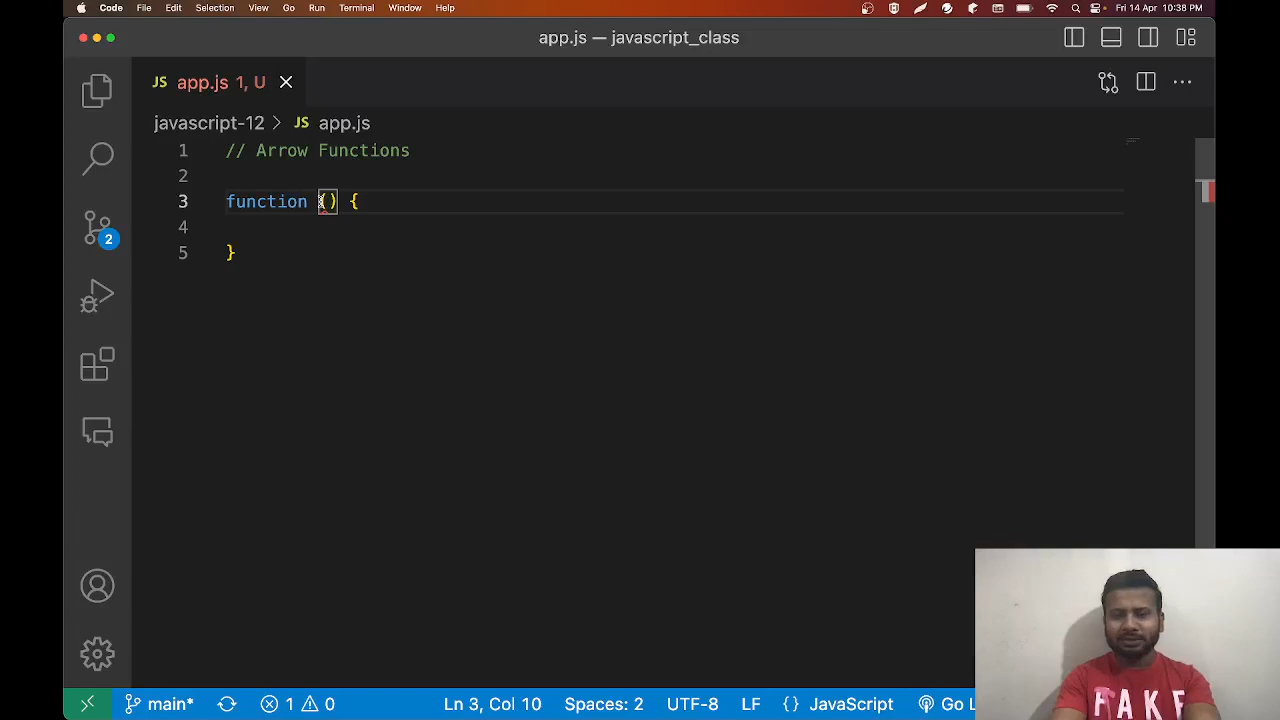 Code File Edit Selection View Go Run Terminal Window Help Fri 14 Apr 10:38 PM
app.js — javascript_class
JS app.js 1, U
javascript-12 > JS app.js
1 // Arrow Functions
2
3 function () {
4
5 }
2
main* 1 0 Ln 3, Col 10 Spaces: 2 UTF-8 LF {} JavaScript Go L
FAKE